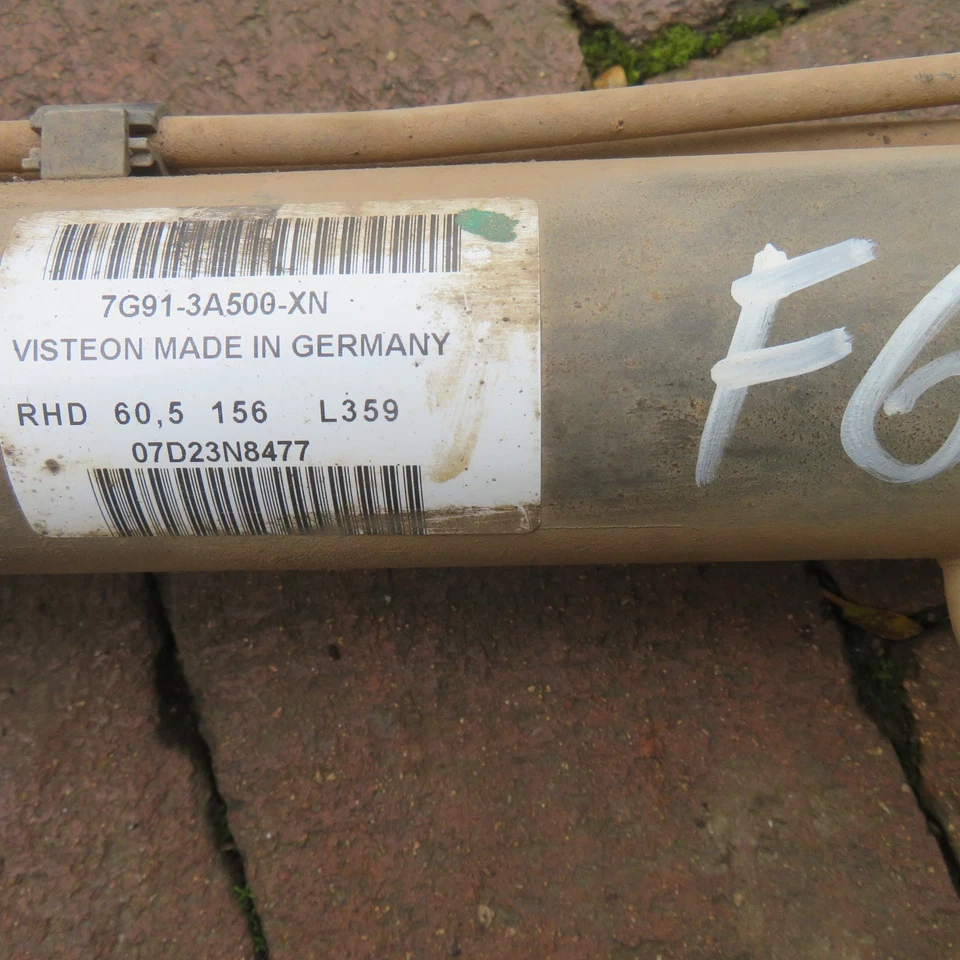 7G91-3A500-XN
VISTEON MADE IN GERMANY
RHD 60,5 156 L359
07D23N8477
F6